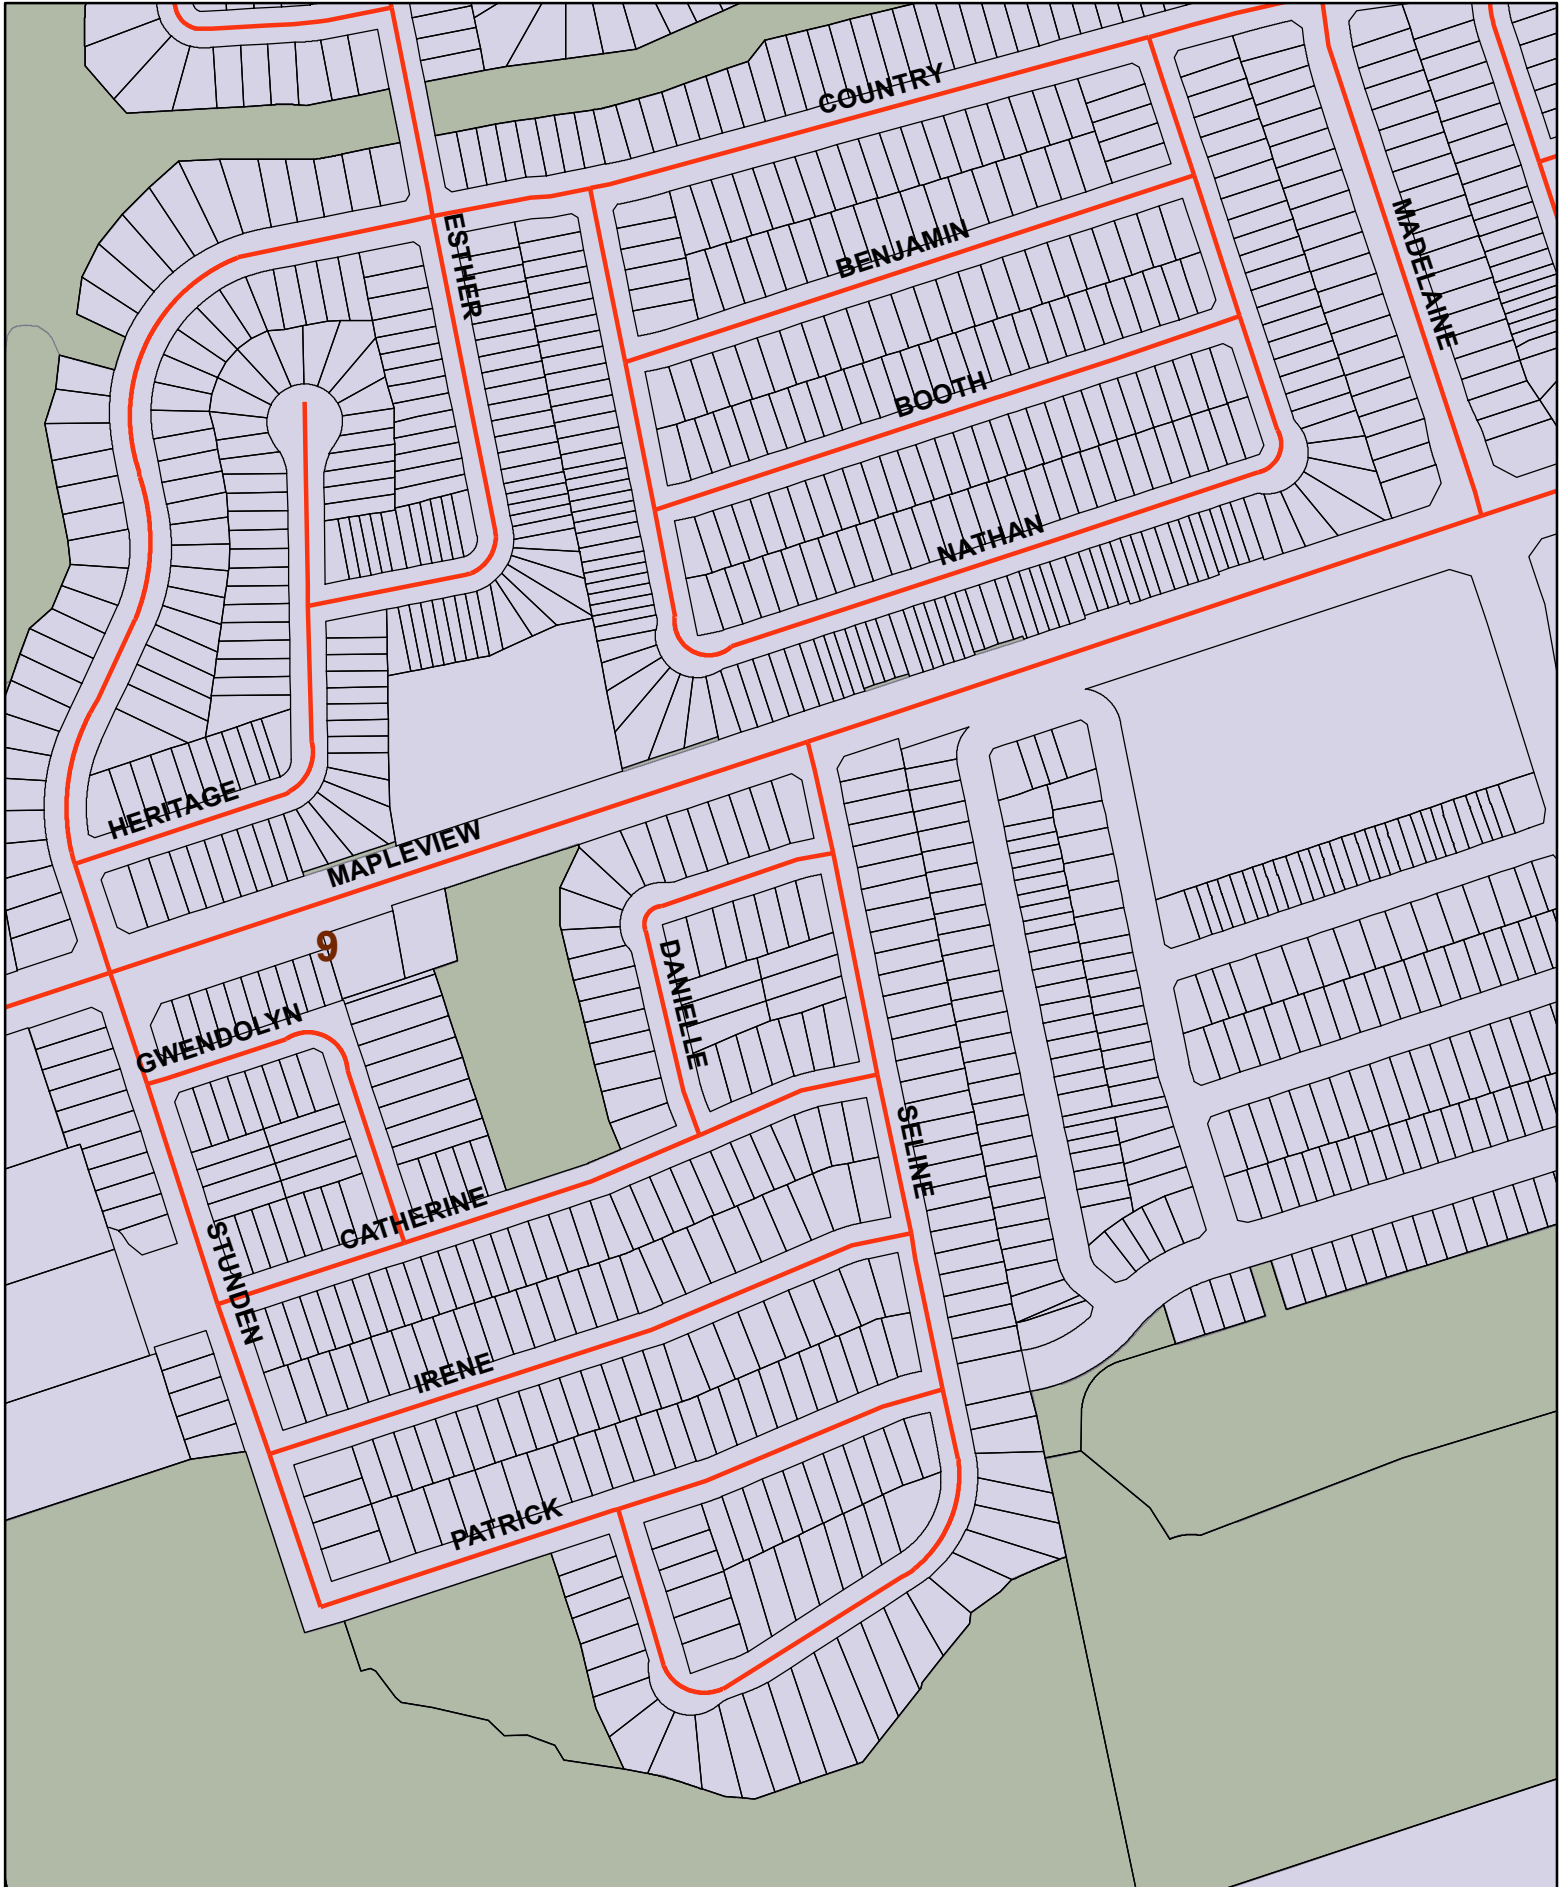 COUNTRY
ESTHER
MADELAINE
BENJAMIN
BOOTH
NATHAN
HERITAGE
MAPLEVIEW
9
DANIELLE
GWENDOLYN
SELINE
CATHERINE
STUNDEN
IRENE
PATRICK